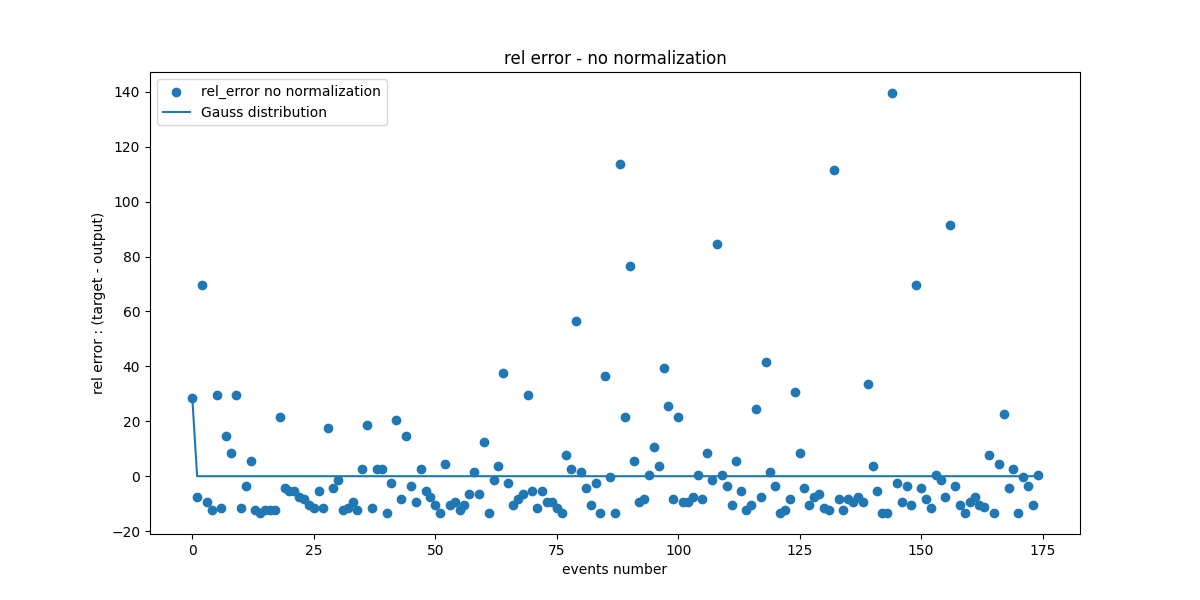 rel error - no normalization
rel_error no normalization
Gauss distribution
rel error : (target - output)
140
120
100
80
60
40
20
0
−20
0 25 50 75 100 125 150 175
events number